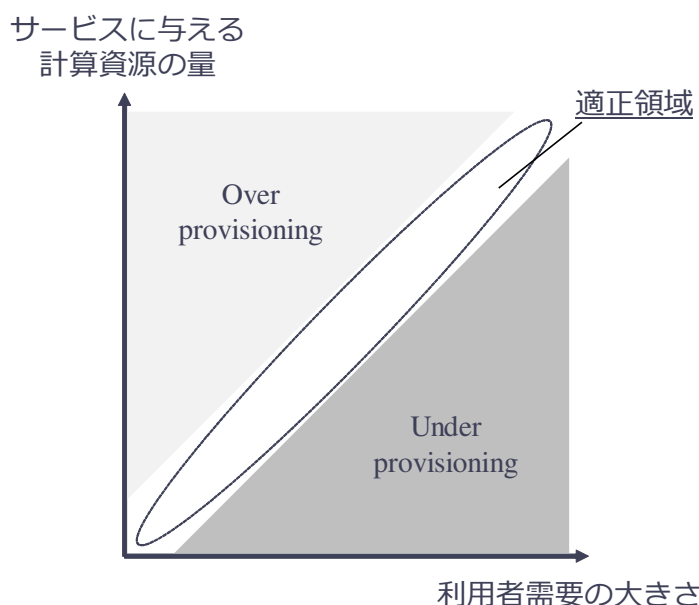 サービスに与える
計算資源の量
適正領域
Over
provisioning
Under
provisioning
利用者需要の大きさ